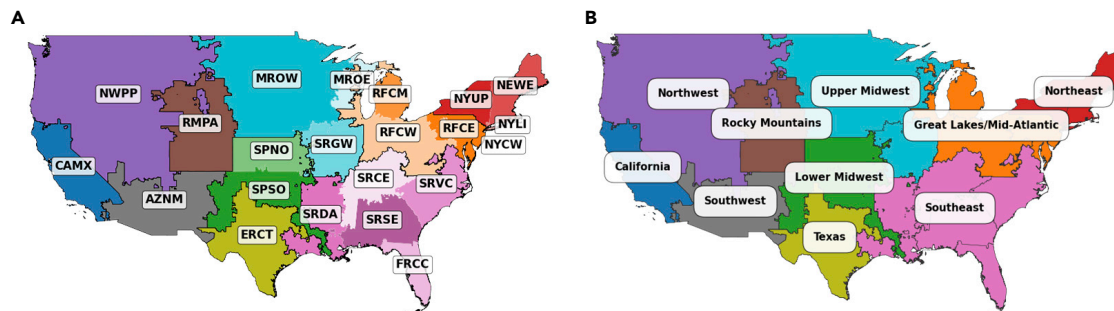 A
NWPP
MROW
MROE
RFCM
NEWE
NYUP
NYLI
NYCW
RMPA
RFCW
RFCE
CAMX
SPNO
SRGW
AZNM
SPSO
SRCE
SRVC
SRDA
SRSE
ERCT
FRCC
B
Northwest
Upper Midwest
Northeast
Rocky Mountains
Great Lakes/Mid-Atlantic
California
Lower Midwest
Southwest
Southeast
Texas